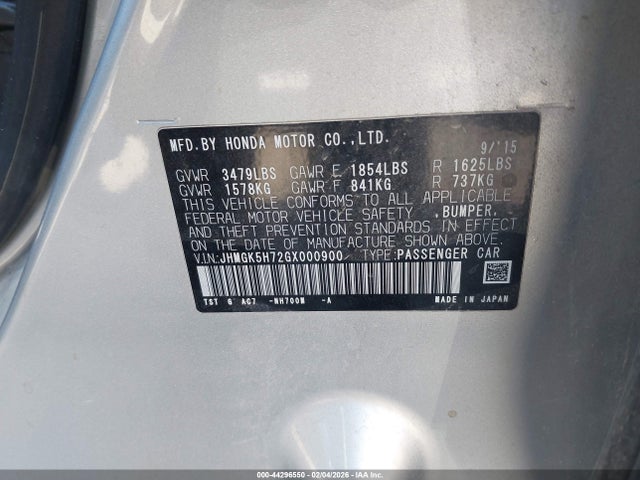 MFD.BY HONDA MOTOR CO.,LTD. 9/'15
GVWR 3479LBS GAWR F 1854LBS R 1625LBS
GVWR 1578KG GAWR F 841KG R 737KG
THIS VEHICLE CONFORMS TO ALL APPLICABLE
FEDERAL MOTOR VEHICLE SAFETY ,BUMPER,
AND THEFT PREVENTION STANDARDS IN EFFECT
ON THE DATE OF MANUFACTURE SHOWN ABOVE.
V.I.N:JHMGK5H72GX000900 TYPE:PASSENGER CAR
TST G AC7 -NH700M -A MADE IN JAPAN
000-44296550 - 02/04/2026 - IAA Inc.